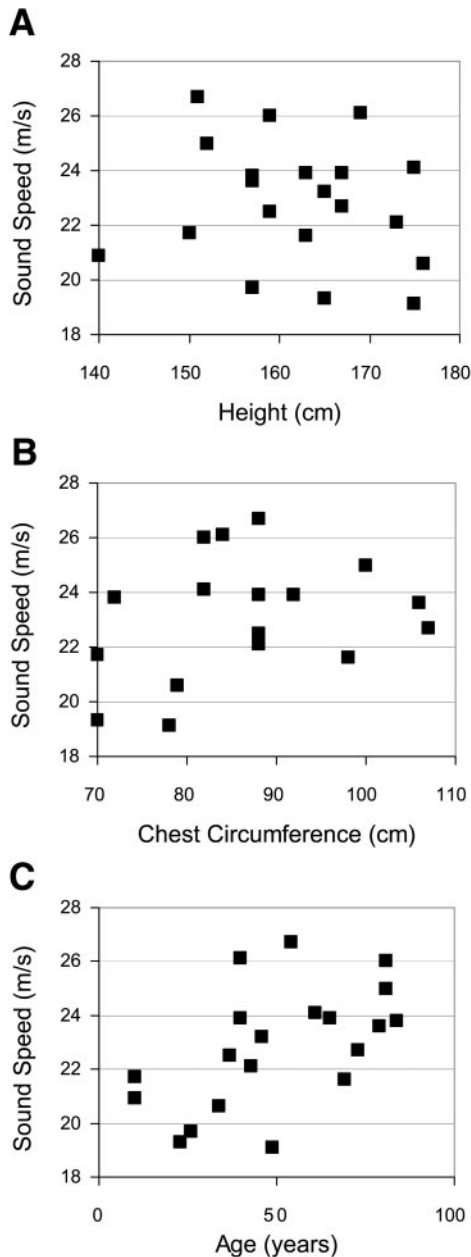 A
Sound Speed (m/s)
28
26
24
22
20
18
140 150 160 170 180
Height (cm)
B
Sound Speed (m/s)
28
26
24
22
20
18
70 80 90 100 110
Chest Circumference (cm)
C
Sound Speed (m/s)
28
26
24
22
20
18
0 50 100
Age (years)